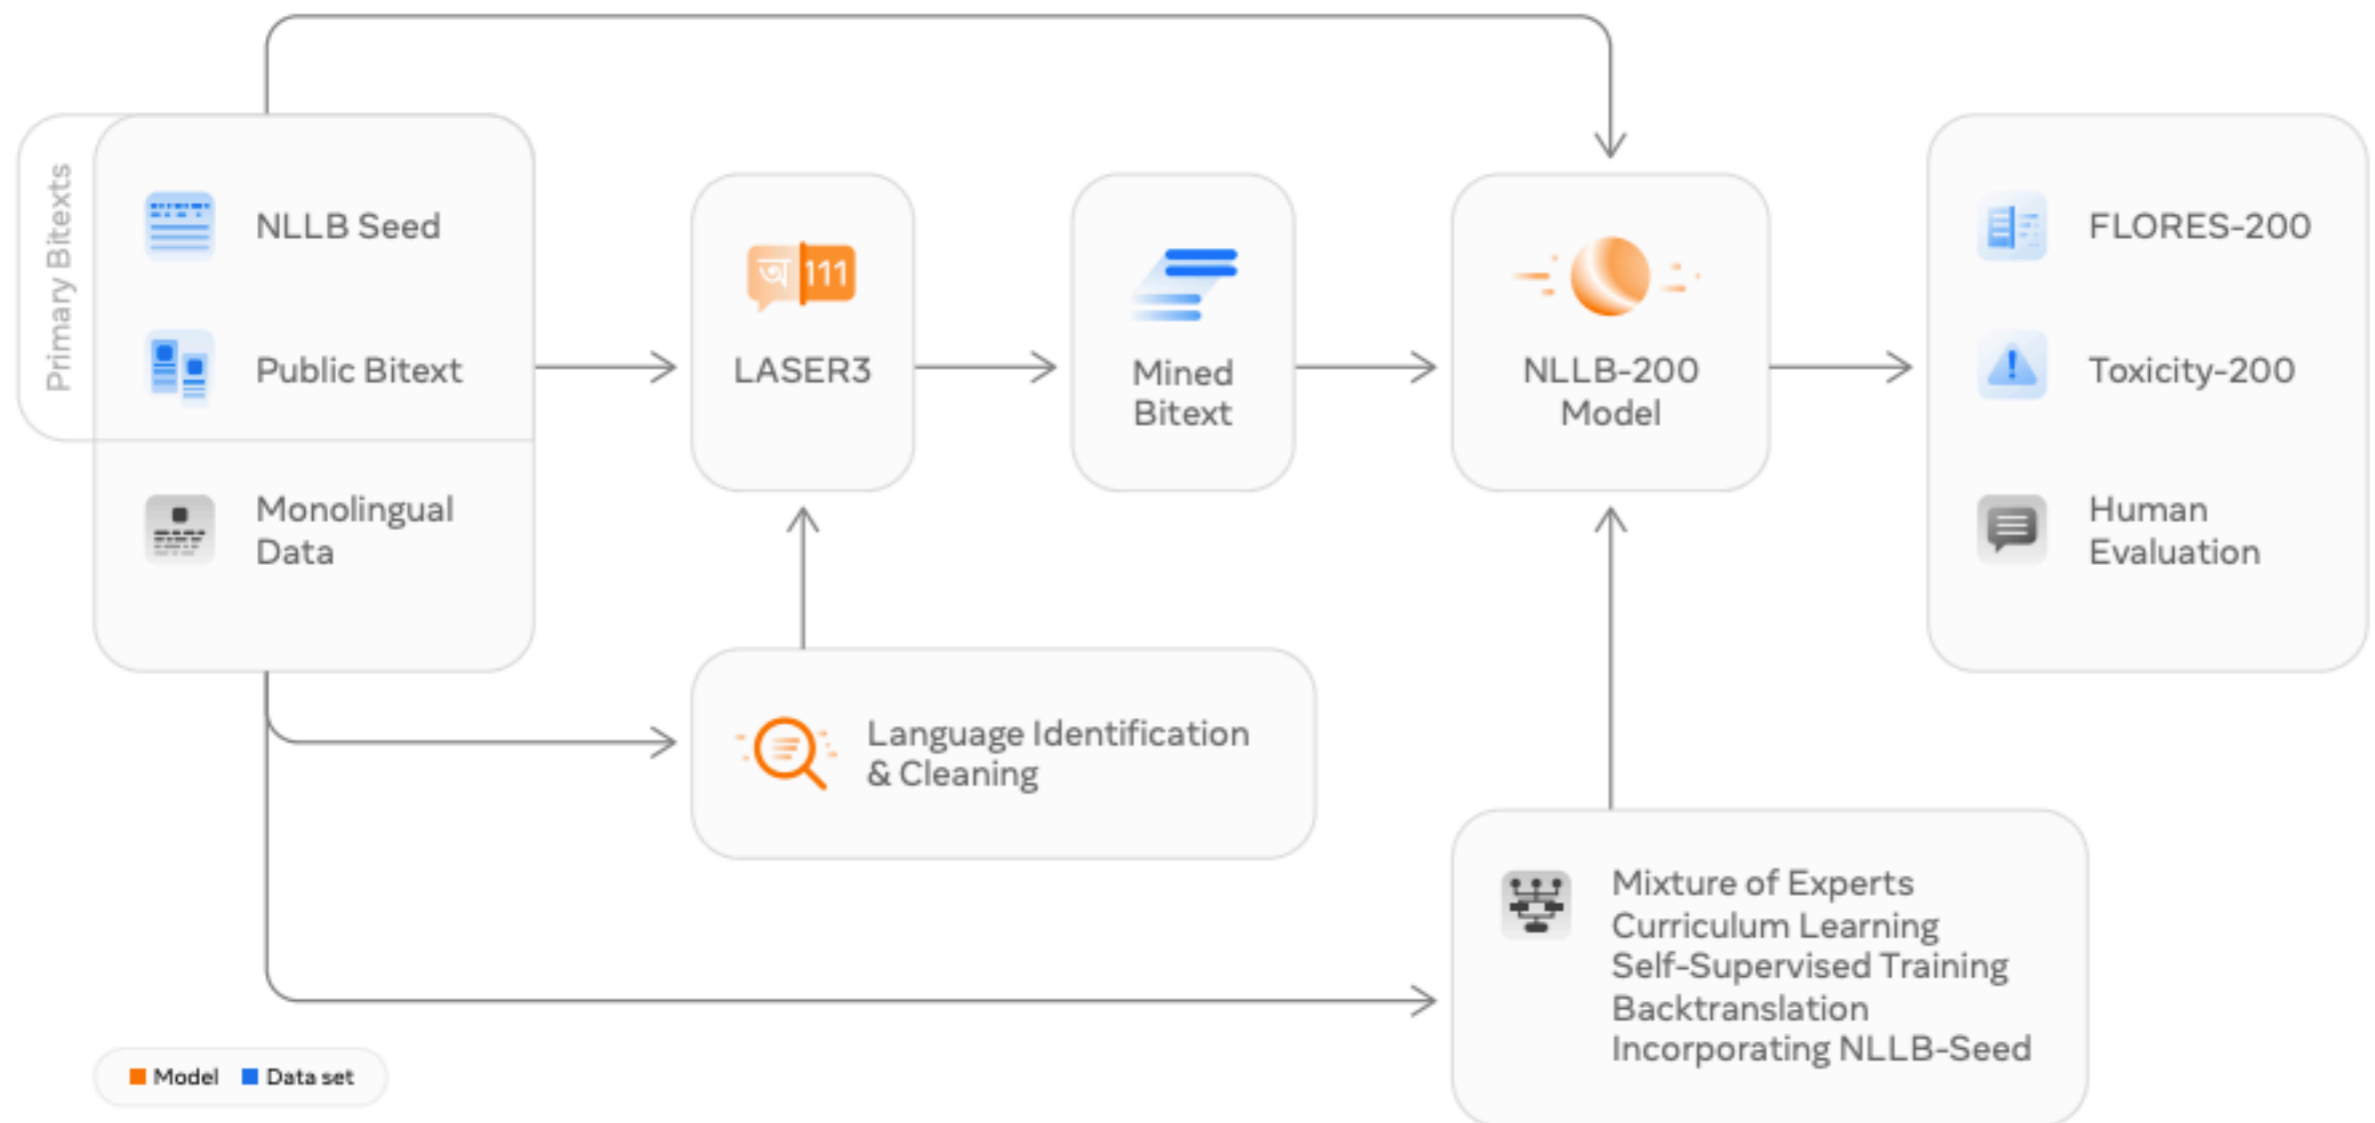 Primary Bitexts
NLLB Seed
Public Bitext
Monolingual
Data
অ 111
LASER3
Mined
Bitext
NLLB-200
Model
FLORES-200
Toxicity-200
Human
Evaluation
Language Identification
& Cleaning
Mixture of Experts
Curriculum Learning
Self-Supervised Training
Backtranslation
Incorporating NLLB-Seed
Model Data set